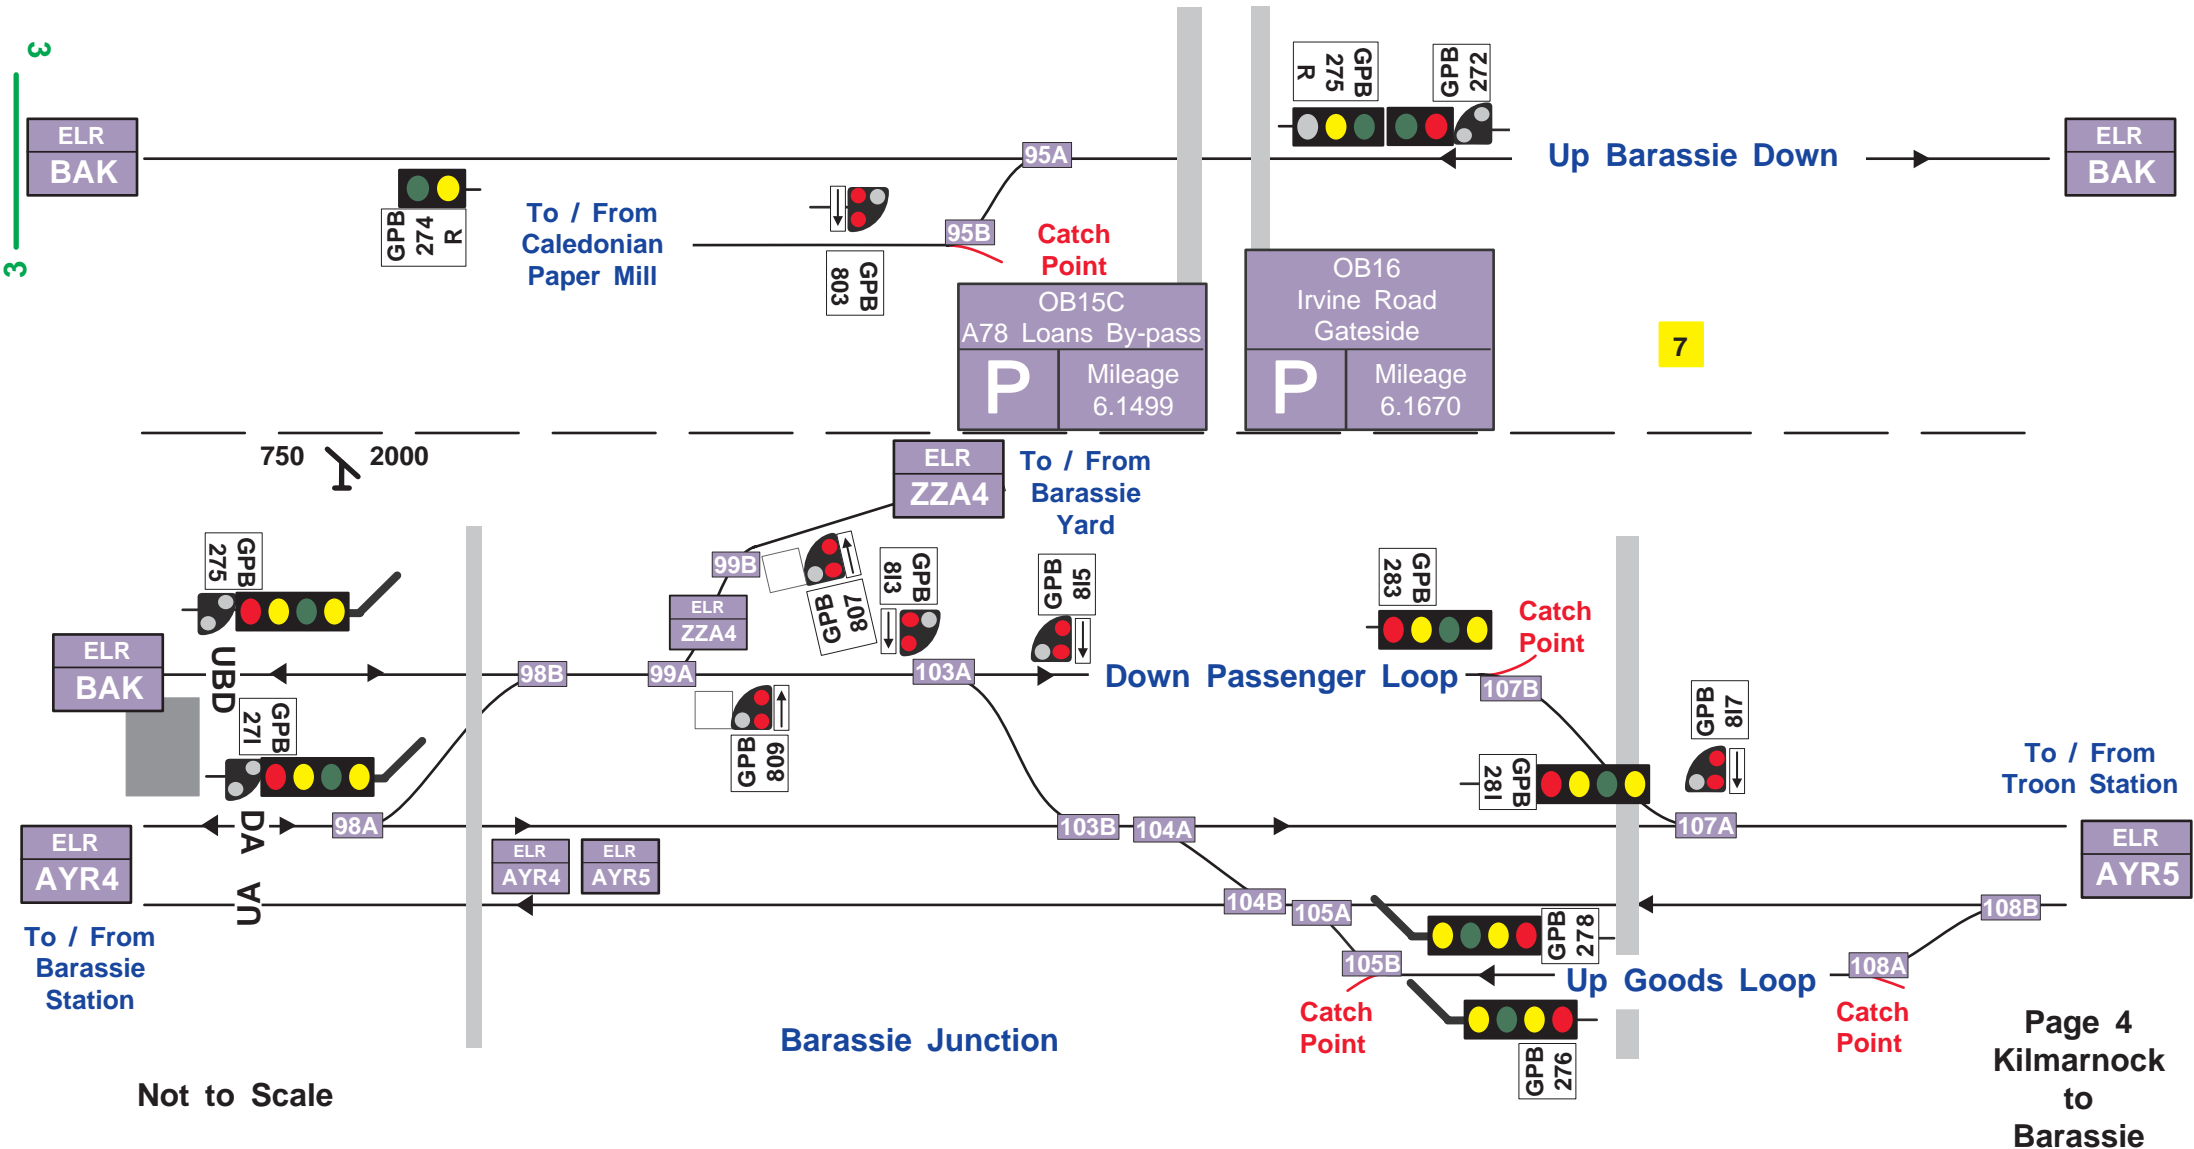 3
3
ELR
BAK
GPB
274
R
To / From
Caledonian
Paper Mill
GPB
803
95A
95B
Catch
Point
GPB
275
R
GPB
272
Up Barassie Down
ELR
BAK
OB15C
A78 Loans By-pass
P
Mileage
6.1499
OB16
Irvine Road
Gateside
P
Mileage
6.1670
7
750
2000
ELR
ZZA4
To / From
Barassie
Yard
GPB
275
99B
GPB
807
GPB
8I3
GPB
8I5
GPB
283
Catch
Point
ELR
ZZA4
ELR
BAK
UBD
98B
99A
103A
Down Passenger Loop
107B
GPB
27I
GPB
809
GPB
28I
GPB
8I7
To / From
Troon Station
ELR
AYR4
DA
98A
103B
104A
107A
ELR
AYR5
ELR
AYR4
ELR
AYR5
UA
104B
105A
108B
To / From
Barassie
Station
GPB
278
105B
Up Goods Loop
108A
Catch
Point
GPB
276
Catch
Point
Barassie Junction
Not to Scale
Page 4
Kilmarnock
to
Barassie